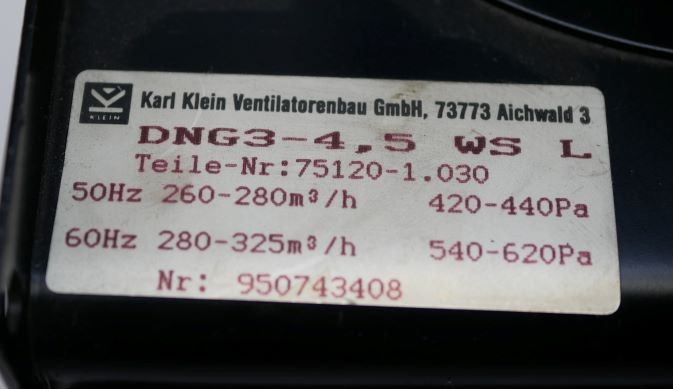 KLEIN
Karl Klein Ventilatorenbau GmbH, 73773 Aichwald 3
DNG3-4,5 WS L
Teile-Nr:75120-1.030
50Hz 260-280m³/h 420-440Pa
60Hz 280-325m³/h 540-620Pa
Nr: 950743408